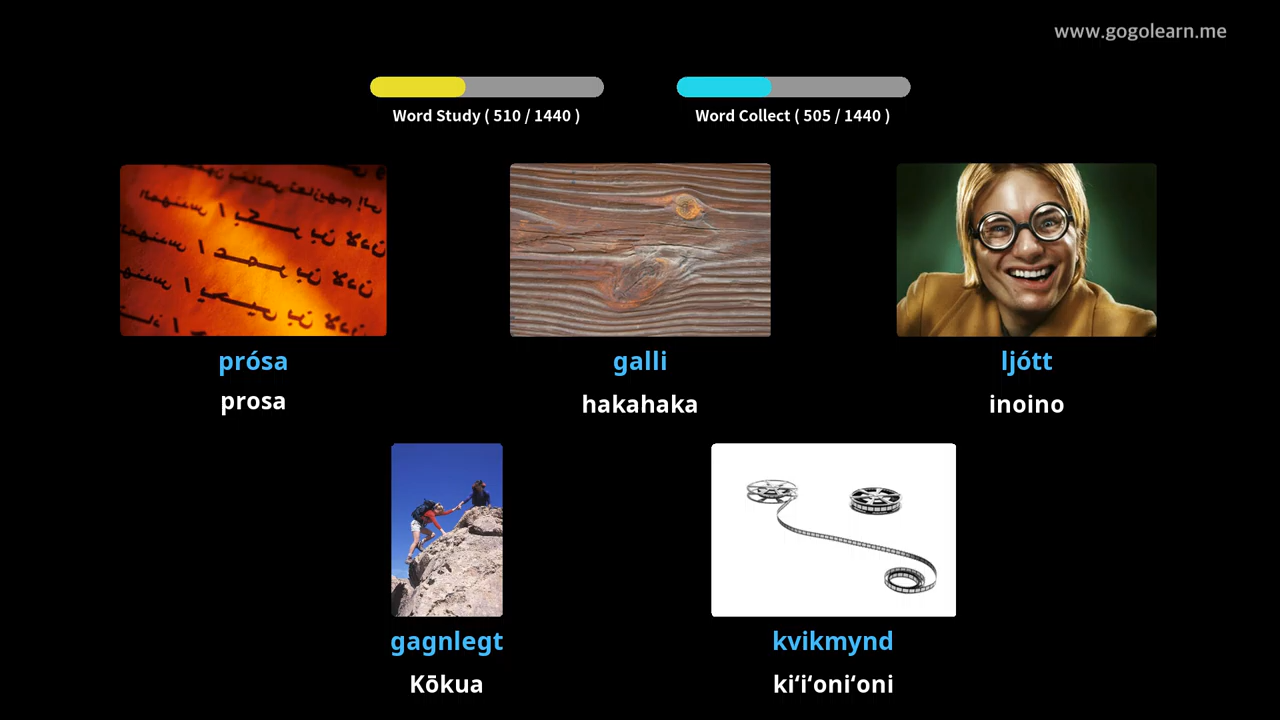 www.gogolearn.me
Word Study ( 510 / 1440 )
Word Collect ( 505 / 1440 )
prósa
galli
ljótt
prosa
hakahaka
inoino
gagnlegt
kvikmynd
Kōkua
kiʻiʻoniʻoni